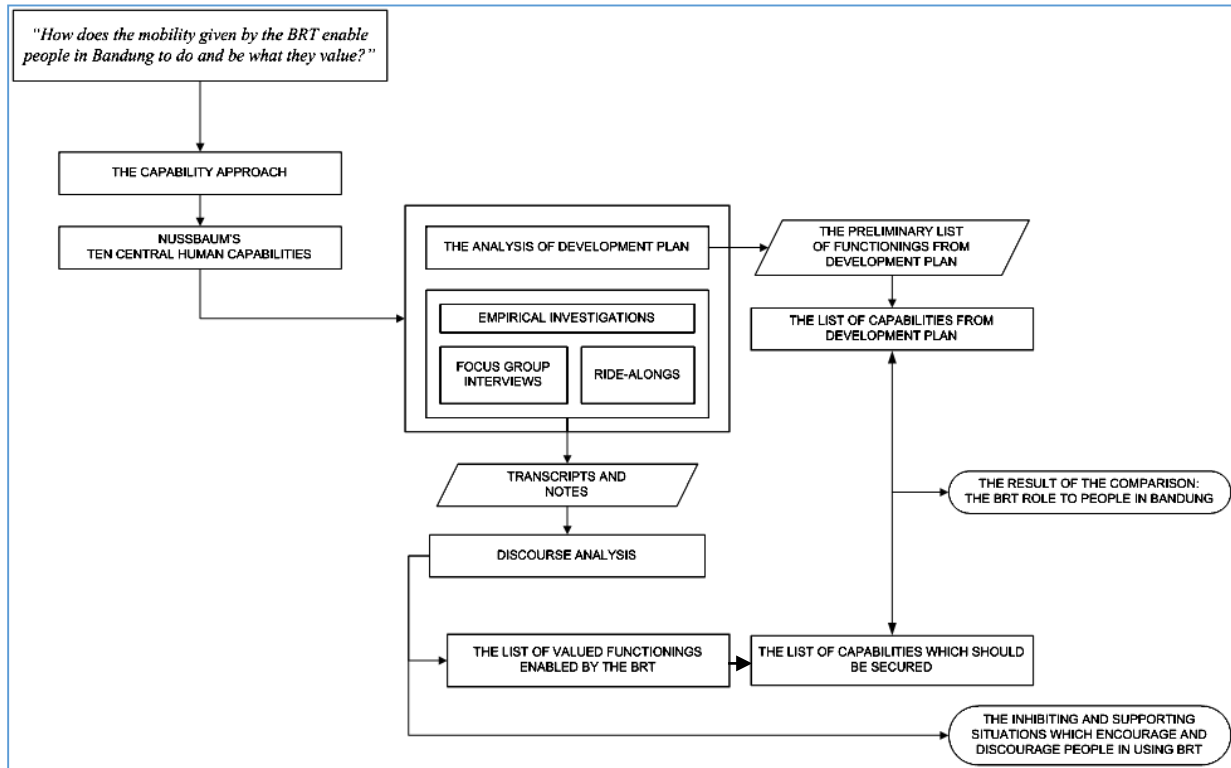 “How does the mobility given by the BRT enable
people in Bandung to do and be what they value?”
THE CAPABILITY APPROACH
NUSSBAUM'S
TEN CENTRAL HUMAN CAPABILITIES
THE ANALYSIS OF DEVELOPMENT PLAN
THE PRELIMINARY LIST
OF FUNCTIONINGS FROM
DEVELOPMENT PLAN
EMPIRICAL INVESTIGATIONS
FOCUS GROUP
INTERVIEWS
RIDE-ALONGS
THE LIST OF CAPABILITIES FROM
DEVELOPMENT PLAN
TRANSCRIPTS AND
NOTES
THE RESULT OF THE COMPARISON:
THE BRT ROLE TO PEOPLE IN BANDUNG
DISCOURSE ANALYSIS
THE LIST OF VALUED FUNCTIONINGS
ENABLED BY THE BRT
THE LIST OF CAPABILITIES WHICH SHOULD
BE SECURED
THE INHIBITING AND SUPPORTING
SITUATIONS WHICH ENCOURAGE AND
DISCOURAGE PEOPLE IN USING BRT